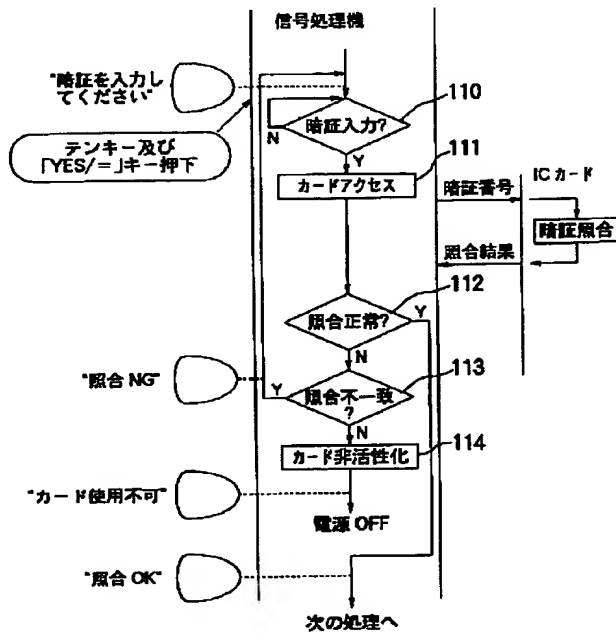 信号処理機
"暗証を入力し
てください"
110
暗証入力?
N
Y
テンキー及び
「YES/=」キー押下
111
カードアクセス
暗証番号
ICカード
暗証照合
照合結果
112
照合正常?
Y
N
113
"照合 NG"
Y
照合不一致
?
N
114
カード非活性化
"カード使用不可"
電源 OFF
"照合 OK"
次の処理へ